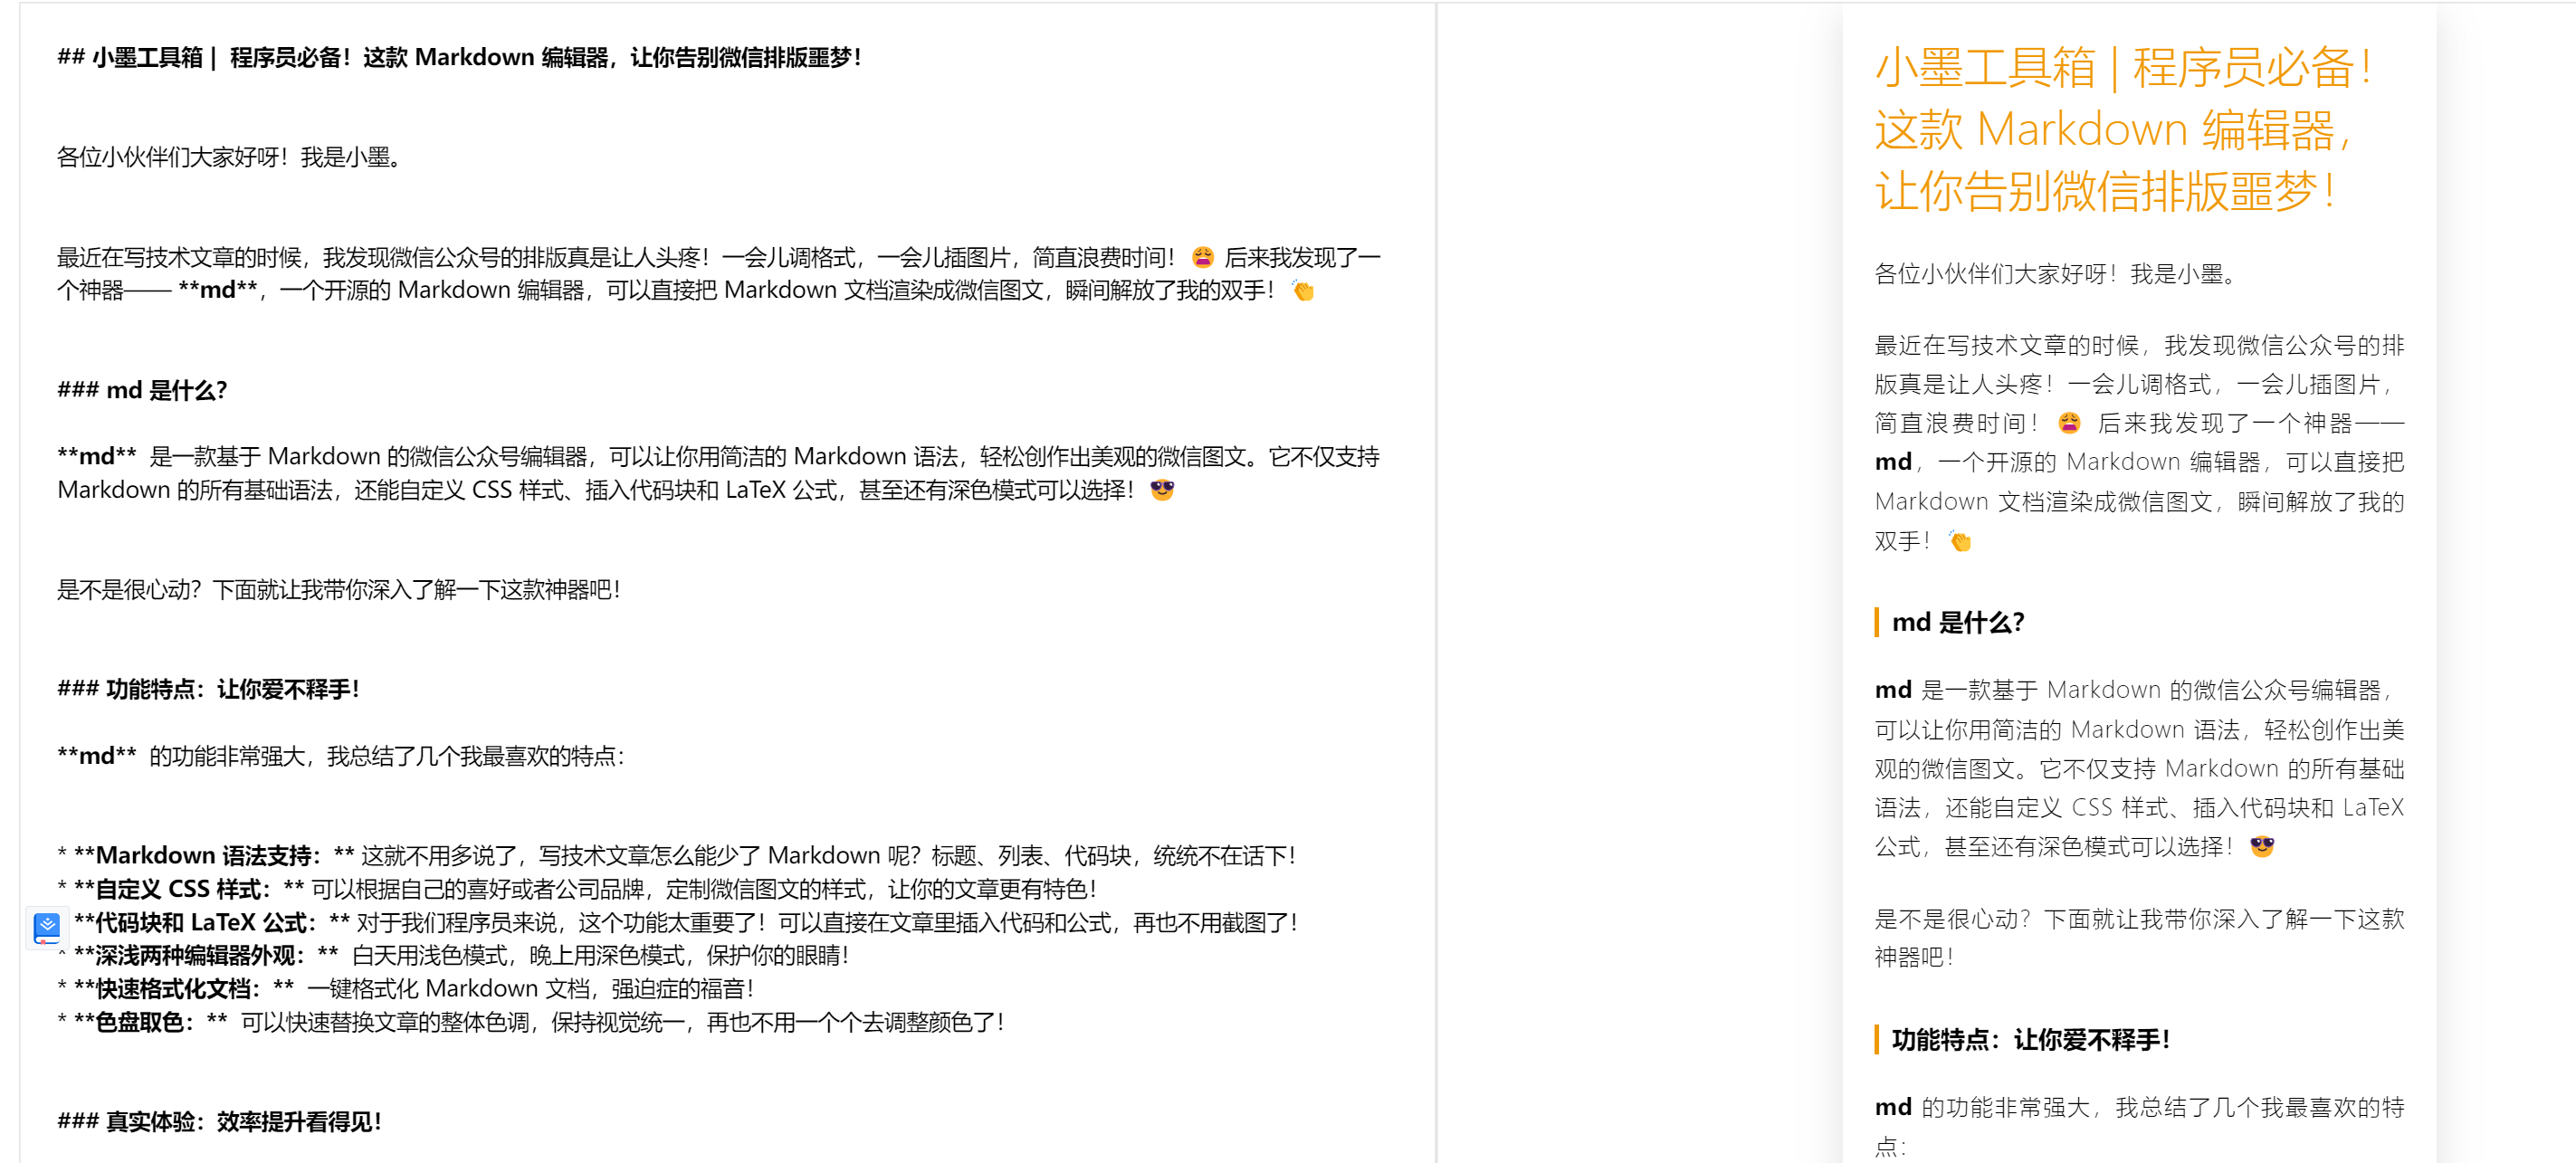 ## 小墨工具箱 | 程序员必备！这款 Markdown 编辑器，让你告别微信排版噩梦！
各位小伙伴们大家好呀！我是小墨。
最近在写技术文章的时候，我发现微信公众号的排版真是让人头疼！一会儿调格式，一会儿插图片，简直浪费时间！😩 后来我发现了一
个神器—— **md**，一个开源的 Markdown 编辑器，可以直接把 Markdown 文档渲染成微信图文，瞬间解放了我的双手！👏
### md 是什么？
**md** 是一款基于 Markdown 的微信公众号编辑器，可以让你用简洁的 Markdown 语法，轻松创作出美观的微信图文。它不仅支持
Markdown 的所有基础语法，还能自定义 CSS 样式、插入代码块和 LaTeX 公式，甚至还有深色模式可以选择！😎
是不是很心动？下面就让我带你深入了解一下这款神器吧！
### 功能特点：让你爱不释手！
**md** 的功能非常强大，我总结了几个我最喜欢的特点：
* **Markdown 语法支持：** 这就不用多说了，写技术文章怎么能少了 Markdown 呢？标题、列表、代码块，统统不在话下！
* **自定义 CSS 样式：** 可以根据自己的喜好或者公司品牌，定制微信图文的样式，让你的文章更有特色！
**代码块和 LaTeX 公式：** 对于我们程序员来说，这个功能太重要了！可以直接在文章里插入代码和公式，再也不用截图了！
* **深浅两种编辑器外观：** 白天用浅色模式，晚上用深色模式，保护你的眼睛！
* **快速格式化文档：** 一键格式化 Markdown 文档，强迫症的福音！
* **色盘取色：** 可以快速替换文章的整体色调，保持视觉统一，再也不用一个个去调整颜色了！
### 真实体验：效率提升看得见！
小墨工具箱 | 程序员必备！
这款 Markdown 编辑器，
让你告别微信排版噩梦！
各位小伙伴们大家好呀！我是小墨。
最近在写技术文章的时候，我发现微信公众号的排
版真是让人头疼！一会儿调格式，一会儿插图片，
简直浪费时间！😩 后来我发现了一个神器——
md，一个开源的 Markdown 编辑器，可以直接把
Markdown 文档渲染成微信图文，瞬间解放了我的
双手！👏
md 是什么？
md 是一款基于 Markdown 的微信公众号编辑器，
可以让你用简洁的 Markdown 语法，轻松创作出美
观的微信图文。它不仅支持 Markdown 的所有基础
语法，还能自定义 CSS 样式、插入代码块和 LaTeX
公式，甚至还有深色模式可以选择！😎
是不是很心动？下面就让我带你深入了解一下这款
神器吧！
功能特点：让你爱不释手！
md 的功能非常强大，我总结了几个我最喜欢的特
点：